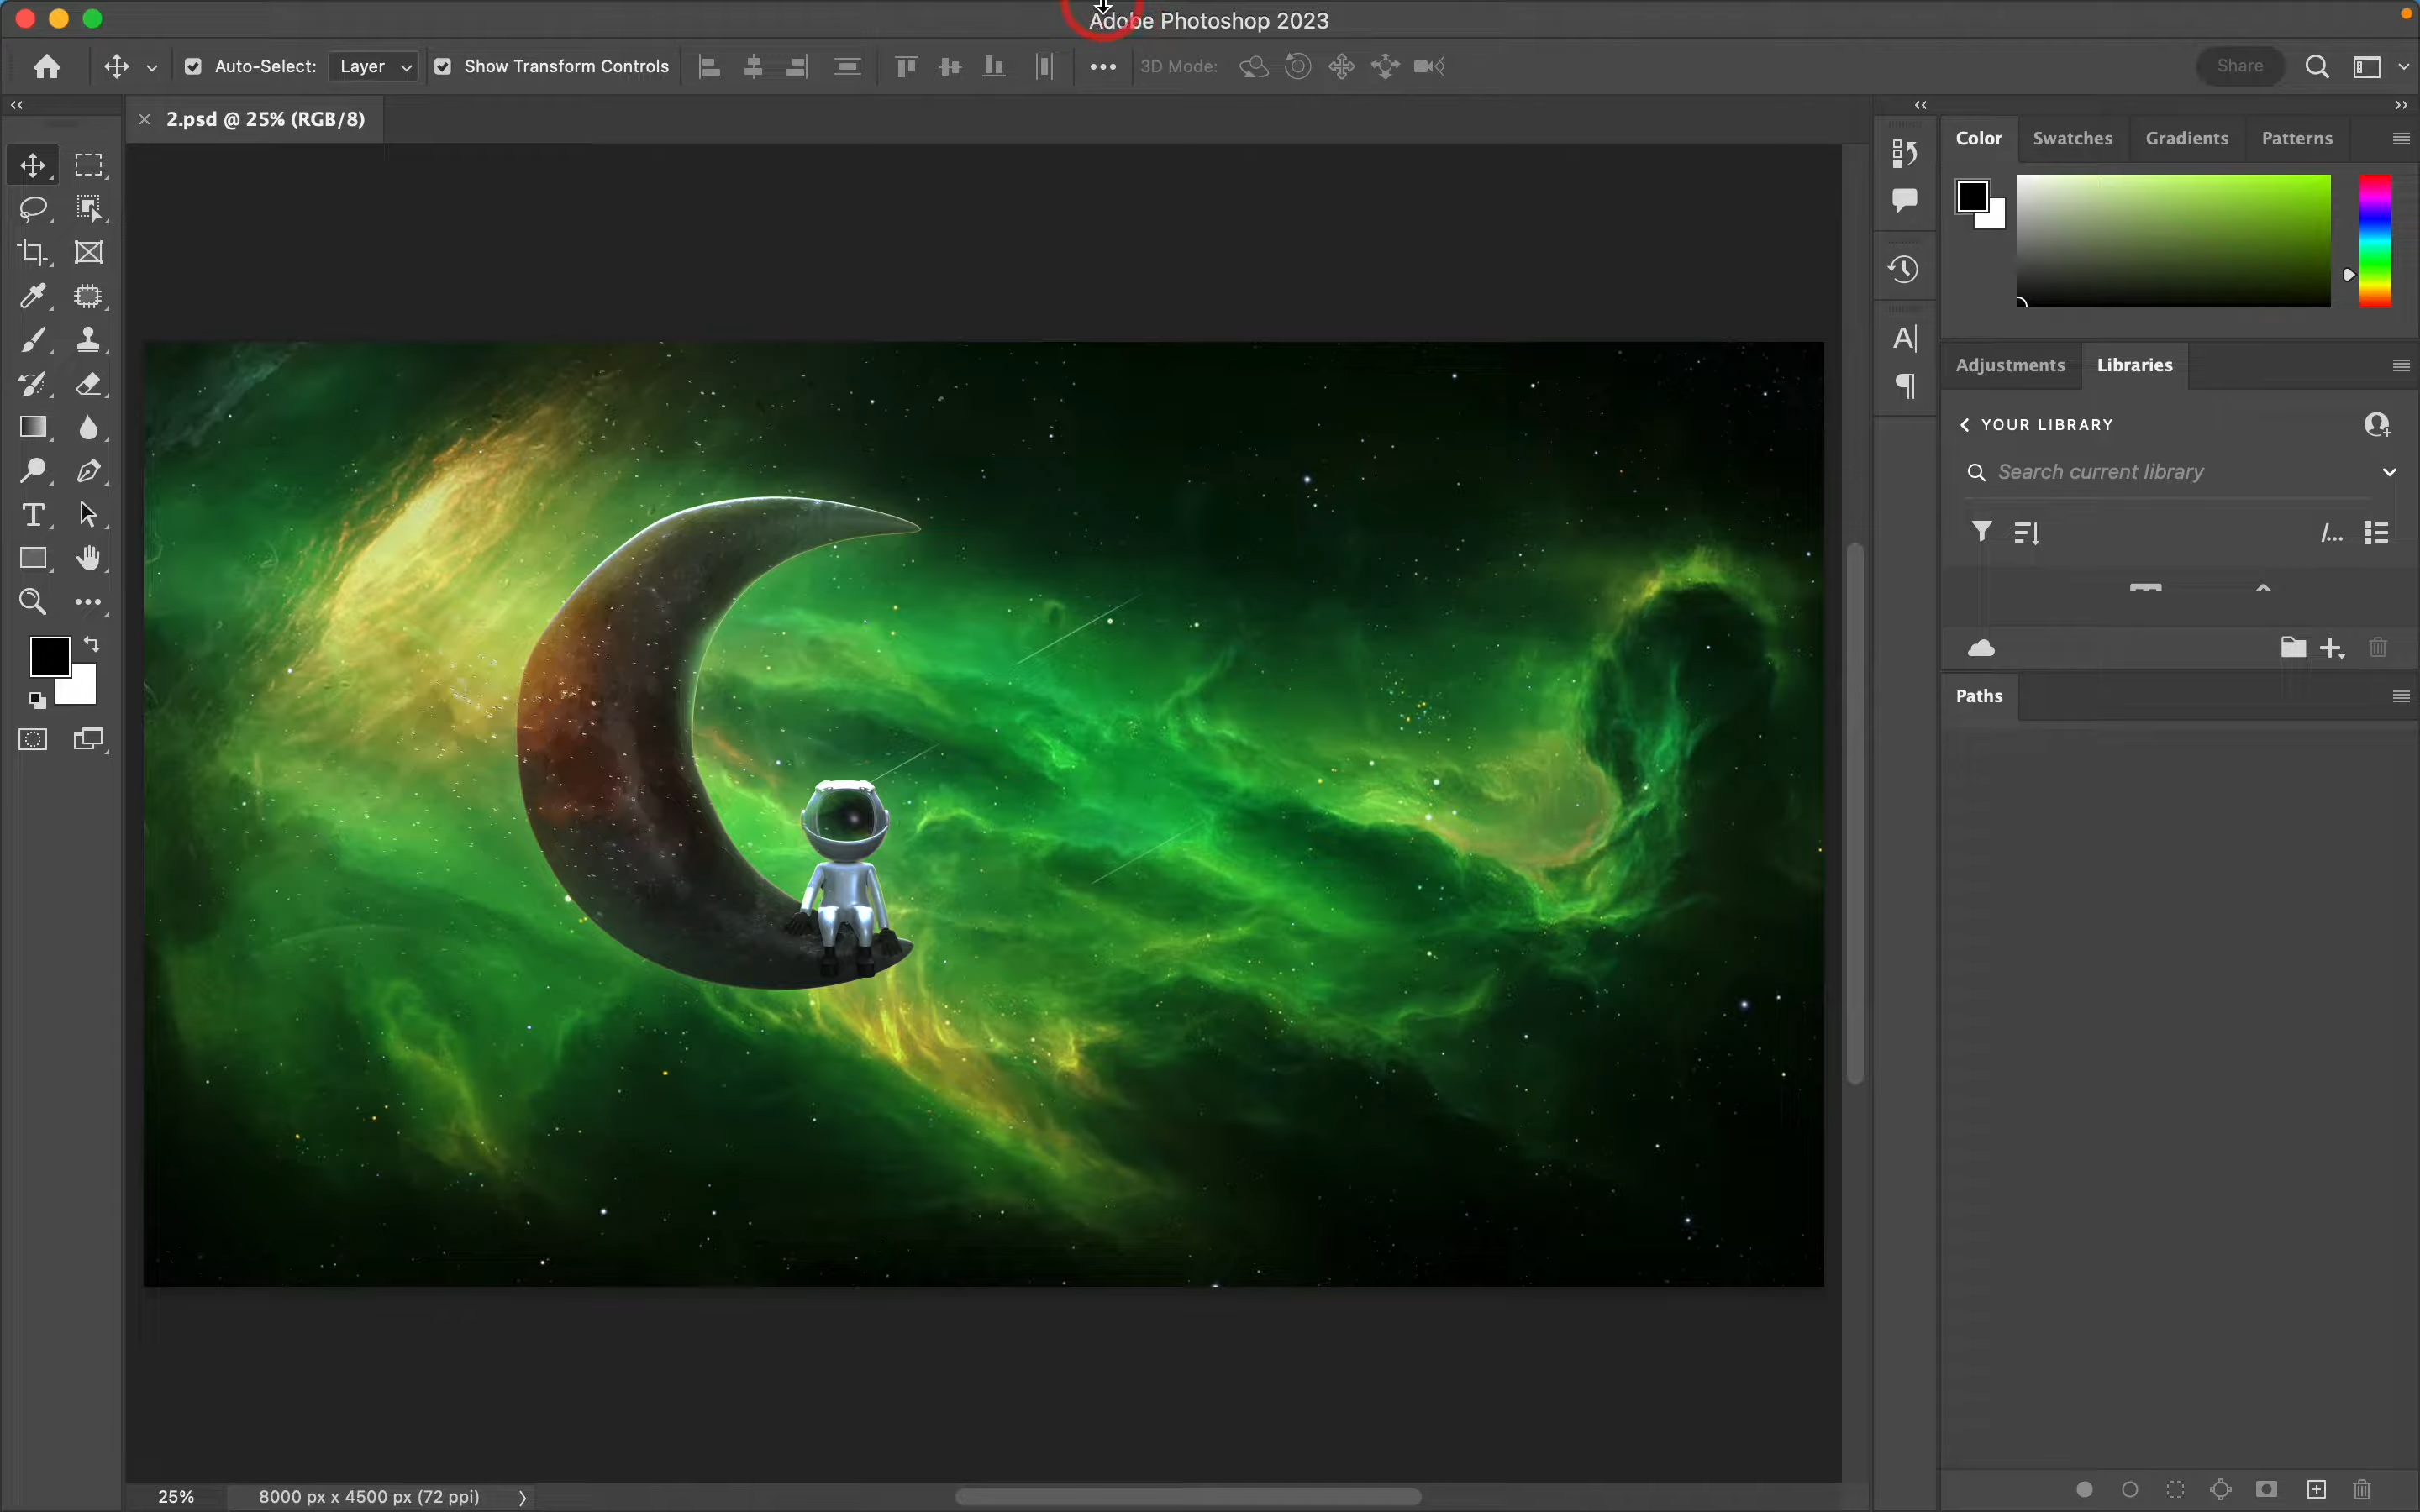 Adobe Photoshop 2023
Auto-Select: Layer Show Transform Controls 3D Mode: Share
2.psd @ 25% (RGB/8)
Color Swatches Gradients Patterns
Adjustments Libraries
YOUR LIBRARY
Search current library
/...
Paths
25% 8000 px x 4500 px (72 ppi)